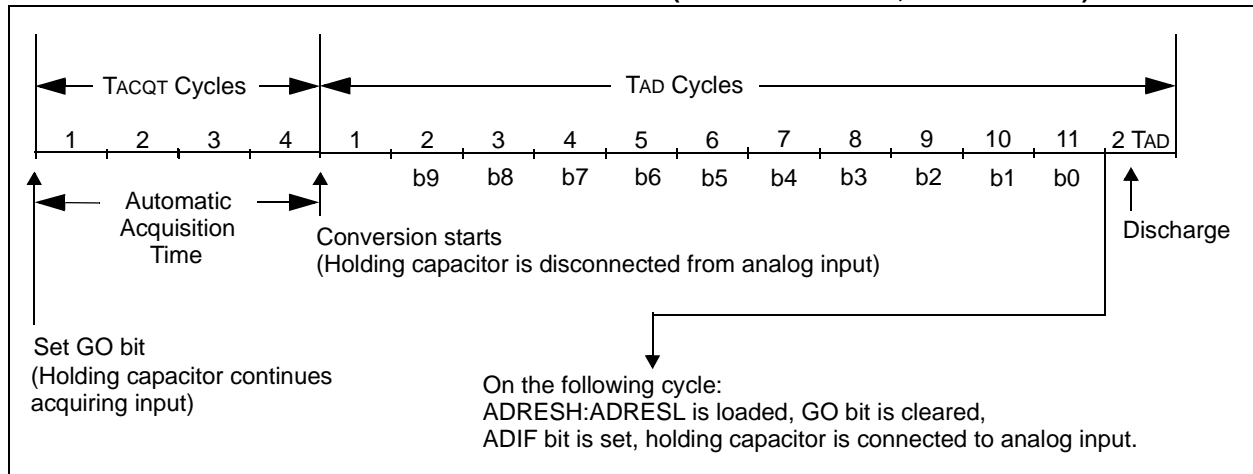 TACQT Cycles
TAD Cycles
1 2 3 4 1 2 3 4 5 6 7 8 9 10 11 2 TAD
b9 b8 b7 b6 b5 b4 b3 b2 b1 b0
Automatic
Acquisition
Time
Conversion starts
(Holding capacitor is disconnected from analog input)
Discharge
Set GO bit
(Holding capacitor continues
acquiring input)
On the following cycle:
ADRESH:ADRESL is loaded, GO bit is cleared,
ADIF bit is set, holding capacitor is connected to analog input.